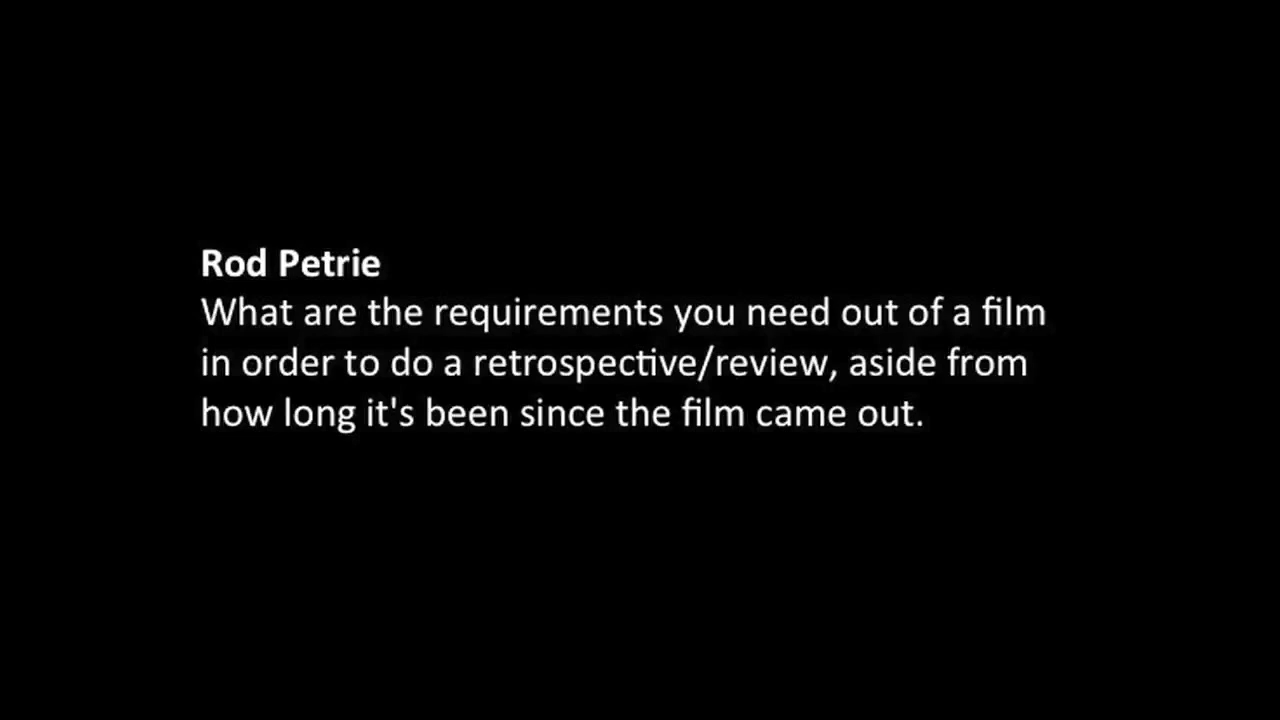 Rod Petrie
What are the requirements you need out of a film
in order to do a retrospective/review, aside from
how long it's been since the film came out.